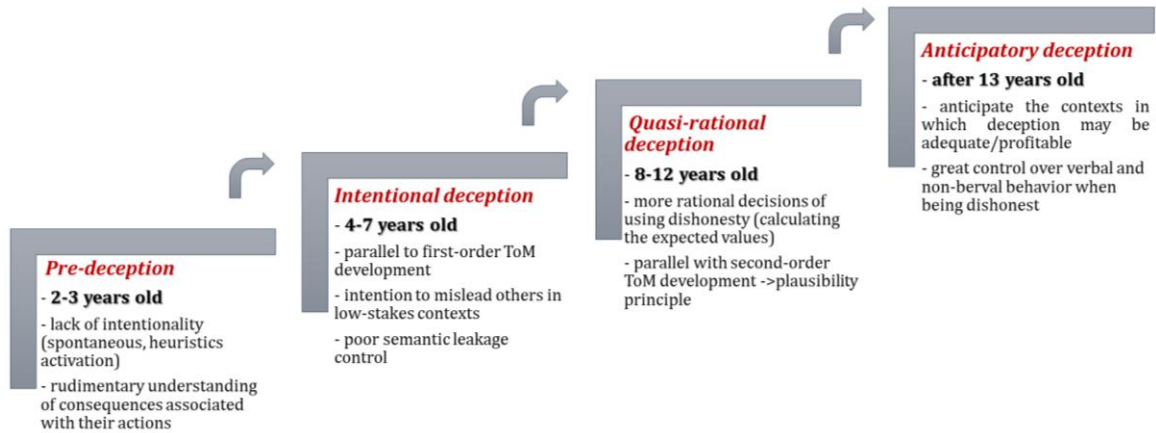 Pre-deception
- 2-3 years old
- lack of intentionality
(spontaneous, heuristics
activation)
- rudimentary understanding
of consequences associated
with their actions
Intentional deception
- 4-7 years old
- parallel to first-order ToM
development
- intention to mislead others in
low-stakes contexts
- poor semantic leakage
control
Quasi-rational
deception
- 8-12 years old
- more rational decisions of
using dishonesty (calculating
the expected values)
- parallel with second-order
ToM development ->plausibility
principle
Anticipatory deception
- after 13 years old
- anticipate the contexts in
which deception may be
adequate/profitable
- great control over verbal and
non-berval behavior when
being dishonest